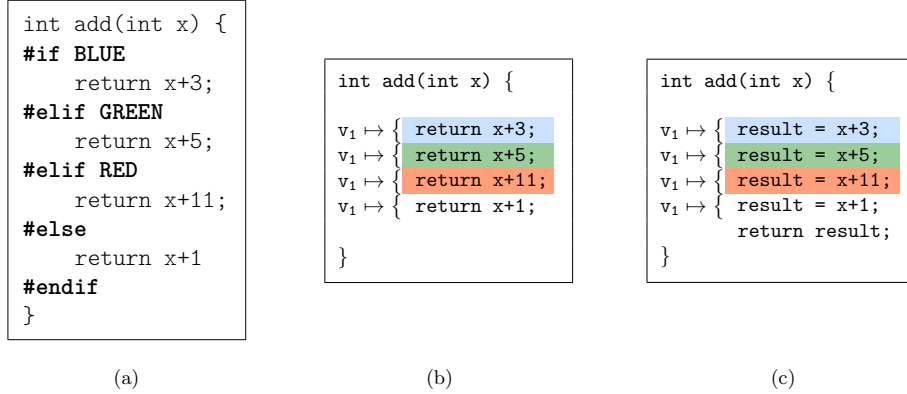 int add(int x) {
#if BLUE
return x+3;
#elif GREEN
return x+5;
#elif RED
return x+11;
#else
return x+1
#endif
}
(a)
int add(int x) {
v1 ↦ { return x+3;
v1 ↦ { return x+5;
v1 ↦ { return x+11;
v1 ↦ { return x+1;
}
(b)
int add(int x) {
v1 ↦ { result = x+3;
v1 ↦ { result = x+5;
v1 ↦ { result = x+11;
v1 ↦ { result = x+1;
return result;
}
(c)